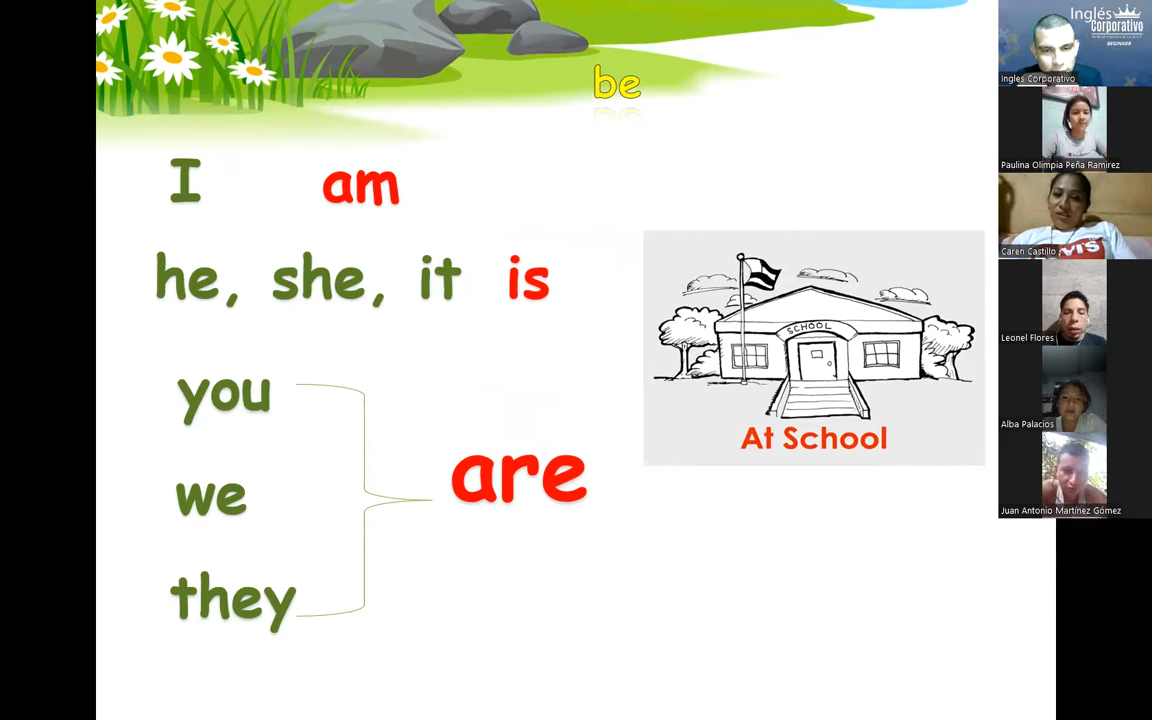 be
I am
he, she, it is
you
we
they
are
SCHOOL
At School
Inglés
Corporativo
BEGINNER
Ingles Corporativo
Paulina Olimpia Peña Ramirez
VIS
Caren Castillo
Leonel Flores
Alba Palacios
Juan Antonio Martínez Gómez